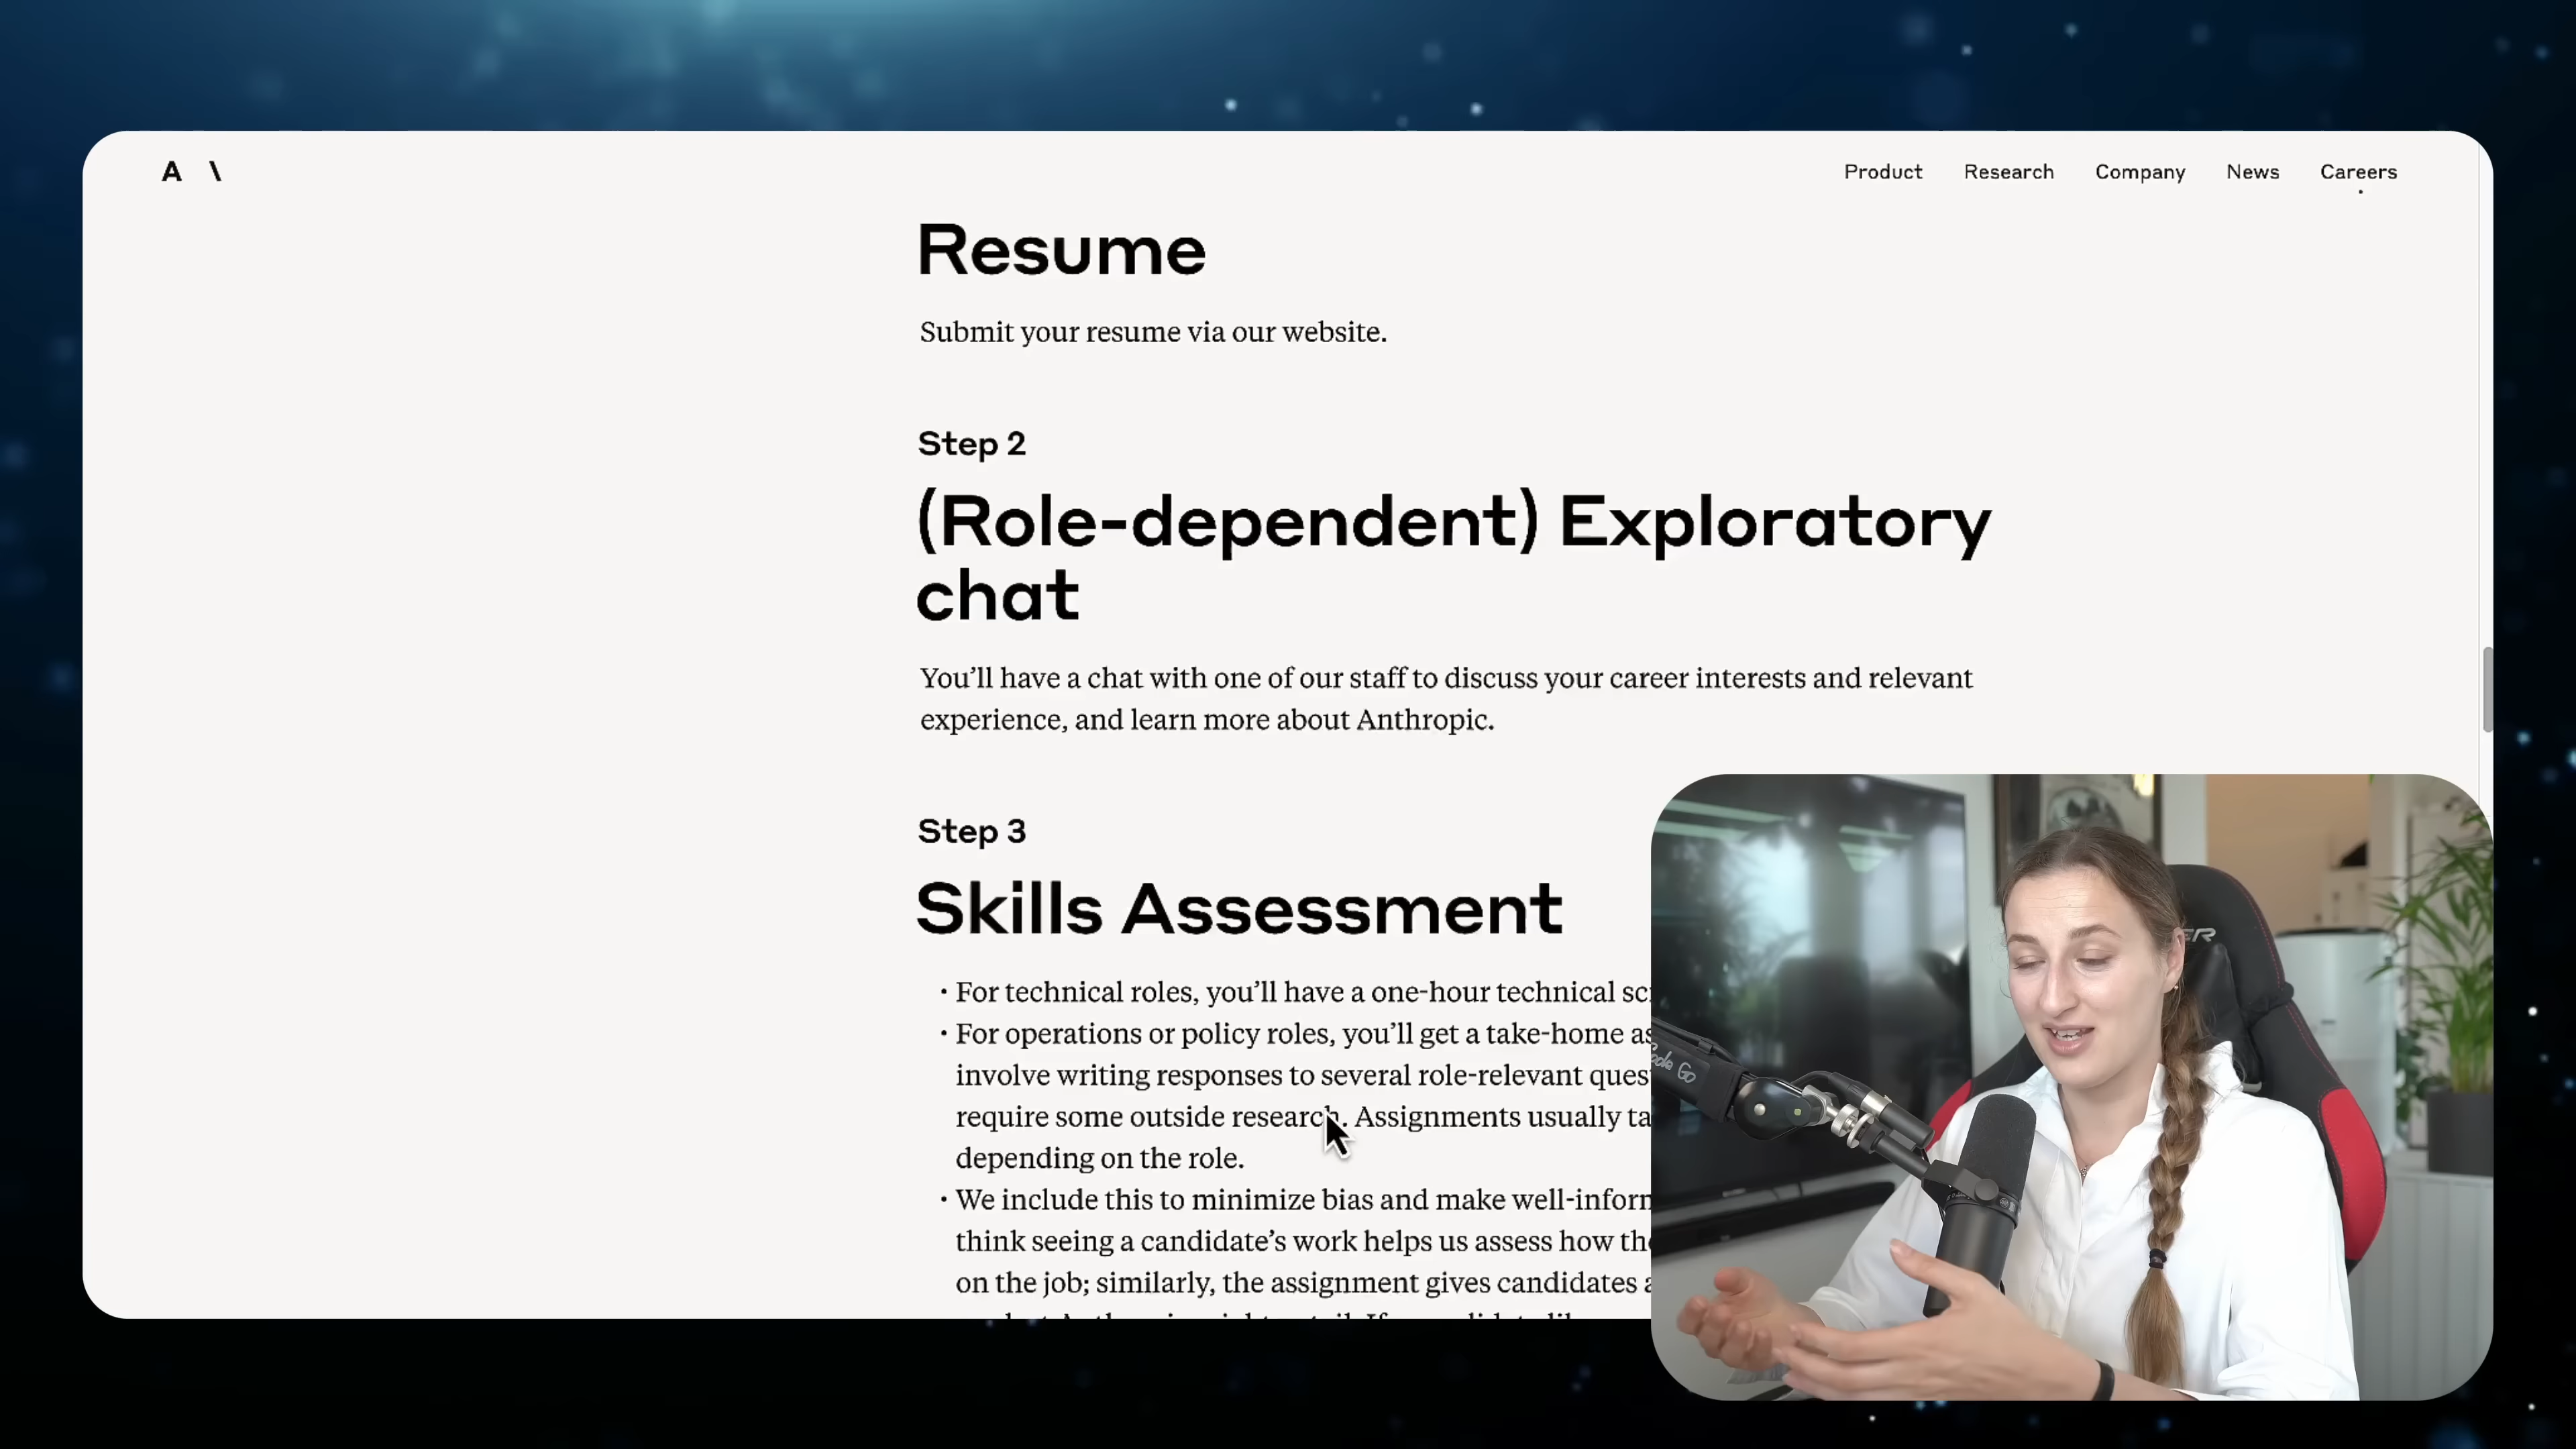 A \
Product Research Company News Careers
Resume
Submit your resume via our website.
Step 2
(Role-dependent) Exploratory
chat
You’ll have a chat with one of our staff to discuss your career interests and relevant
experience, and learn more about Anthropic.
Step 3
Skills Assessment
• For technical roles, you’ll have a one-hour technical
• For operations or policy roles, you’ll get a take-home
involve writing responses to several role-relevant
require some outside research. Assignments usually
depending on the role.
• We include this to minimize bias and make
think seeing a candidate’s work helps us assess how
on the job; similarly, the assignment gives candidates
Go